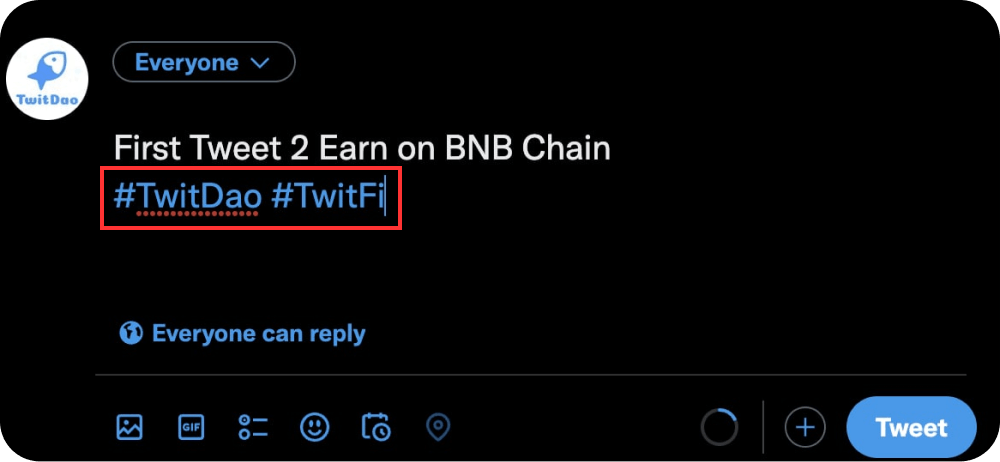 TwitDao
Everyone
First Tweet 2 Earn on BNB Chain
#TwitDao #TwitFi
Everyone can reply
GIF
Tweet